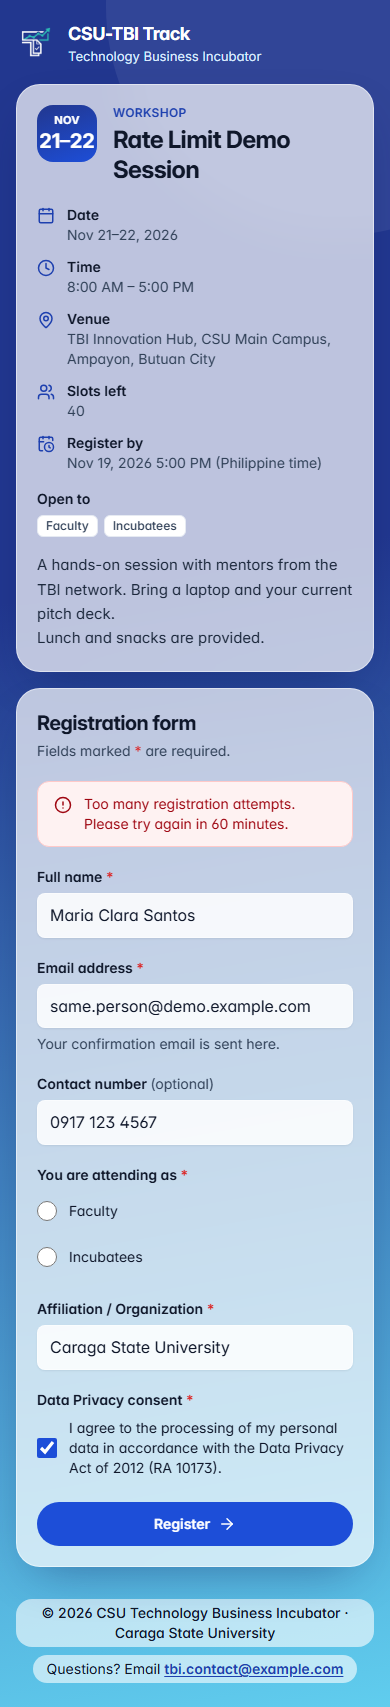 CSU-TBI Track
Technology Business Incubator
NOV
21–22
WORKSHOP
Rate Limit Demo
Session
Date
Nov 21–22, 2026
Time
8:00 AM – 5:00 PM
Venue
TBI Innovation Hub, CSU Main Campus,
Ampayon, Butuan City
Slots left
40
Register by
Nov 19, 2026 5:00 PM (Philippine time)
Open to
Faculty
Incubatees
A hands-on session with mentors from the
TBI network. Bring a laptop and your current
pitch deck.
Lunch and snacks are provided.
Registration form
Fields marked * are required.
Too many registration attempts.
Please try again in 60 minutes.
Full name *
Maria Clara Santos
Email address *
same.person@demo.example.com
Your confirmation email is sent here.
Contact number (optional)
0917 123 4567
You are attending as *
Faculty
Incubatees
Affiliation / Organization *
Caraga State University
Data Privacy consent *
I agree to the processing of my personal
data in accordance with the Data Privacy
Act of 2012 (RA 10173).
Register →
© 2026 CSU Technology Business Incubator ·
Caraga State University
Questions? Email tbi.contact@example.com